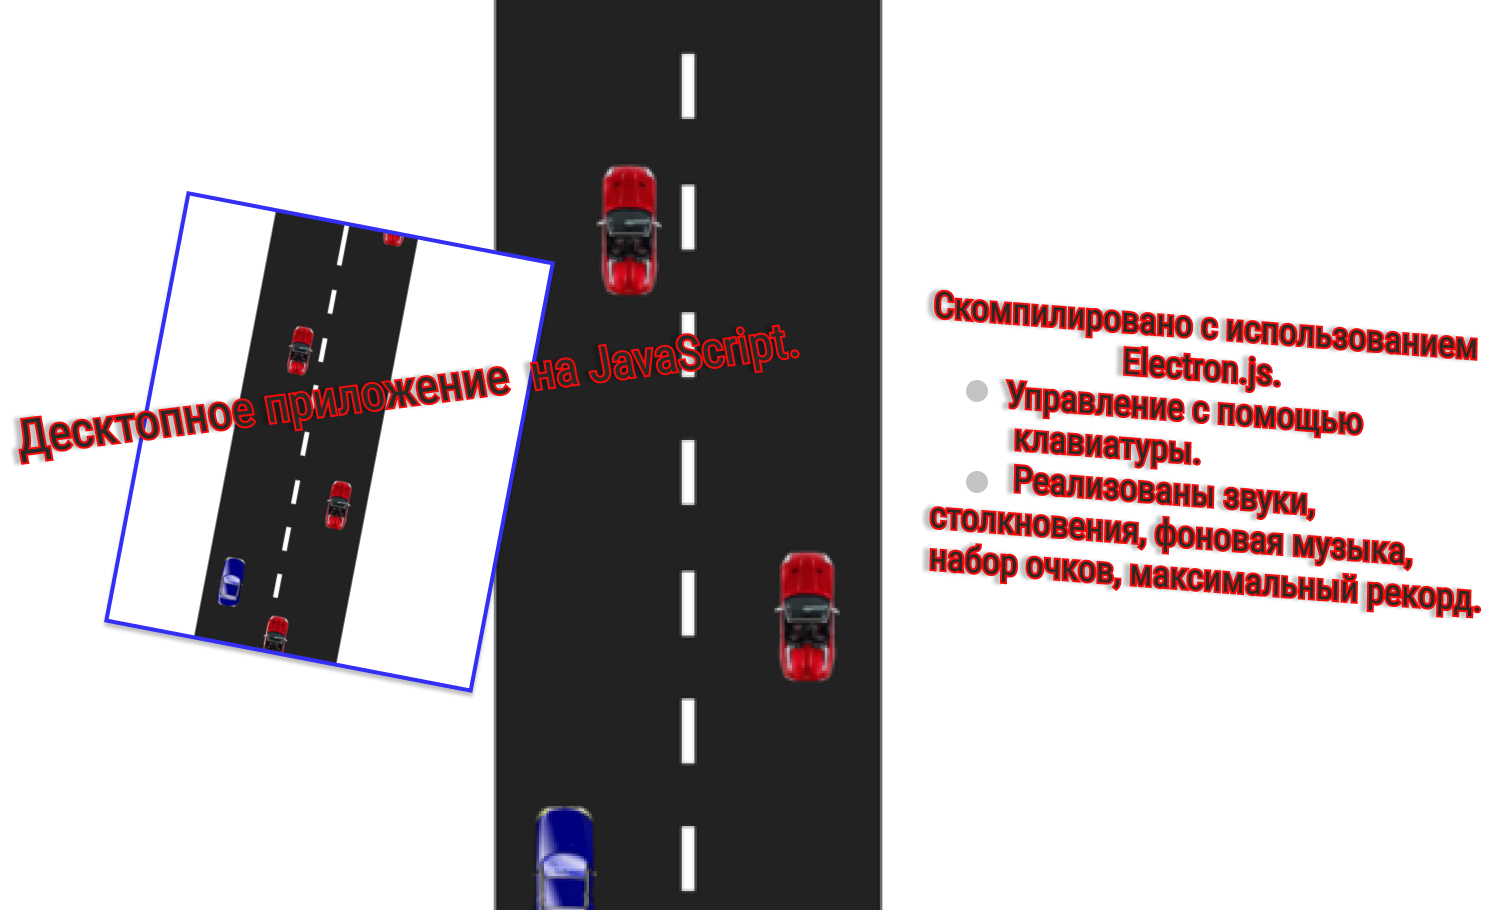 Десктопное приложение на JavaScript.
Скомпилировано с использованием
Electron.js.
Управление с помощью
клавиатуры.
Реализованы звуки,
столкновения, фоновая музыка,
набор очков, максимальный рекорд.